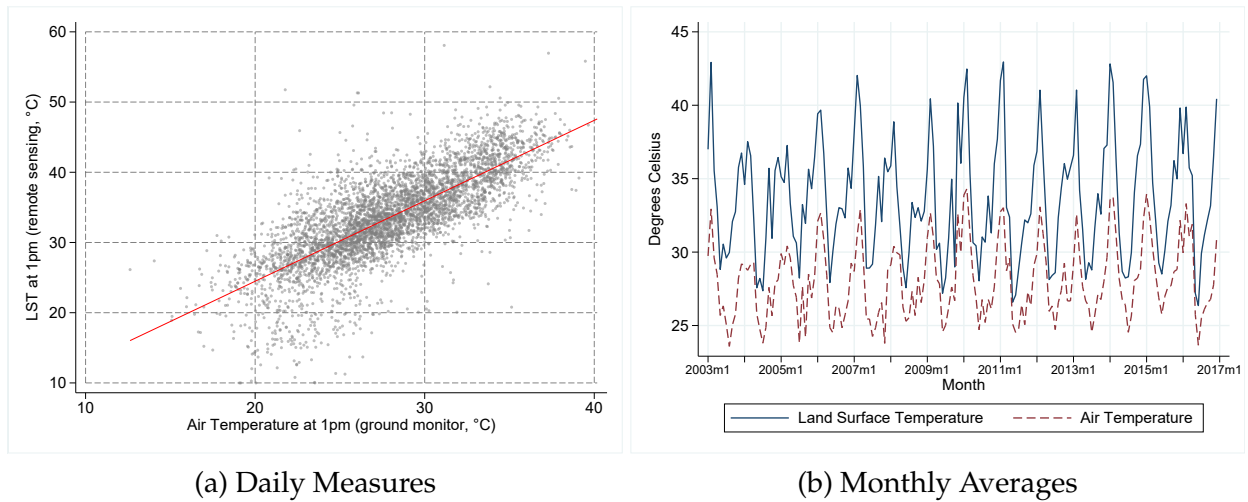 60
50
40
30
20
10
LST at 1pm (remote sensing, °C)
10
20
30
40
Air Temperature at 1pm (ground monitor, °C)
(a) Daily Measures
45
40
35
30
25
Degrees Celsius
2003m1
2005m1
2007m1
2009m1
2011m1
2013m1
2015m1
2017m1
Month
Land Surface Temperature
Air Temperature
(b) Monthly Averages